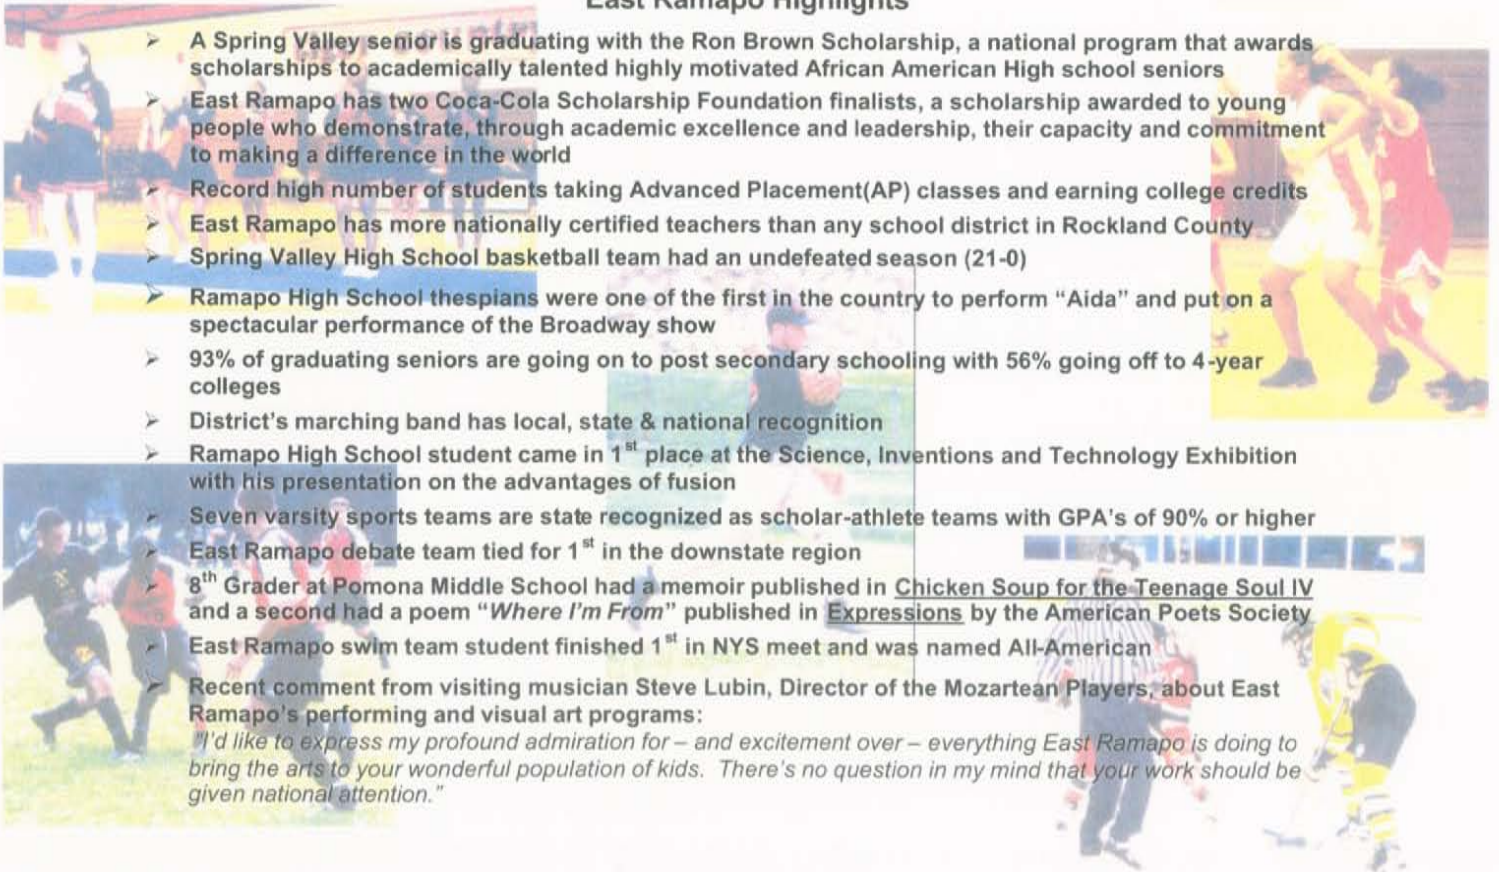 East Ramapo Highlights
➢ A Spring Valley senior is graduating with the Ron Brown Scholarship, a national program that awards
scholarships to academically talented highly motivated African American High school seniors
➢ East Ramapo has two Coca-Cola Scholarship Foundation finalists, a scholarship awarded to young
people who demonstrate, through academic excellence and leadership, their capacity and commitment
to making a difference in the world
➢ Record high number of students taking Advanced Placement(AP) classes and earning college credits
➢ East Ramapo has more nationally certified teachers than any school district in Rockland County
➢ Spring Valley High School basketball team had an undefeated season (21-0)
➢ Ramapo High School thespians were one of the first in the country to perform “Aida” and put on a
spectacular performance of the Broadway show
➢ 93% of graduating seniors are going on to post secondary schooling with 56% going off to 4-year
colleges
➢ District's marching band has local, state & national recognition
➢ Ramapo High School student came in 1st place at the Science, Inventions and Technology Exhibition
with his presentation on the advantages of fusion
➢ Seven varsity sports teams are state recognized as scholar-athlete teams with GPA's of 90% or higher
➢ East Ramapo debate team tied for 1st in the downstate region
➢ 8th Grader at Pomona Middle School had a memoir published in Chicken Soup for the Teenage Soul IV
and a second had a poem “Where I'm From” published in Expressions by the American Poets Society
➢ East Ramapo swim team student finished 1st in NYS meet and was named All-American
➢ Recent comment from visiting musician Steve Lubin, Director of the Mozartean Players, about East
Ramapo's performing and visual art programs:
"I'd like to express my profound admiration for – and excitement over – everything East Ramapo is doing to
bring the arts to your wonderful population of kids. There's no question in my mind that your work should be
given national attention."